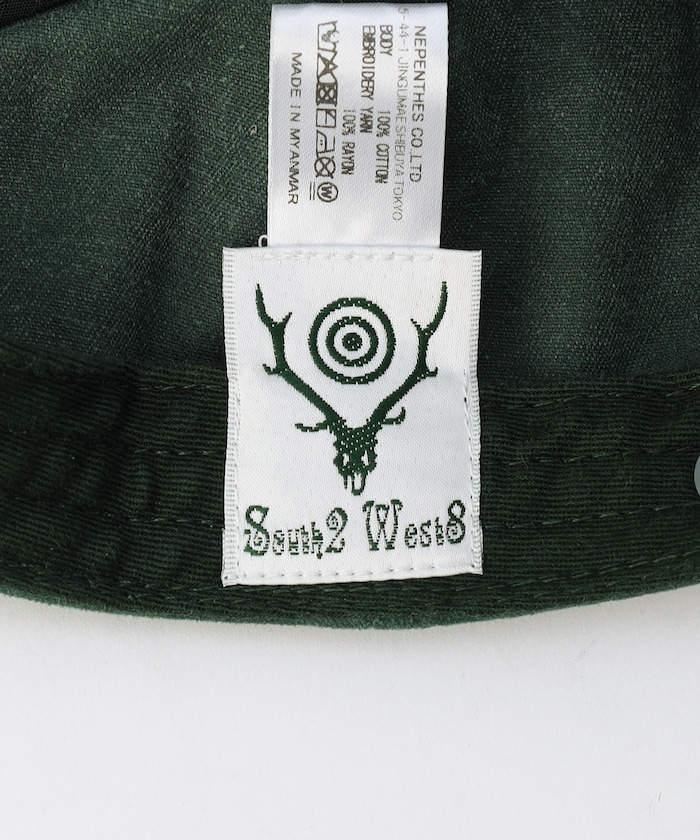 NEPENTHES CO,LTD
5-44-1 JINGUMAE SHIBUYA TOKYO
BODY 100% COTTON
EMBROIDERY YARN
100% RAYON
W
MADE IN MYANMAR
South2 West8